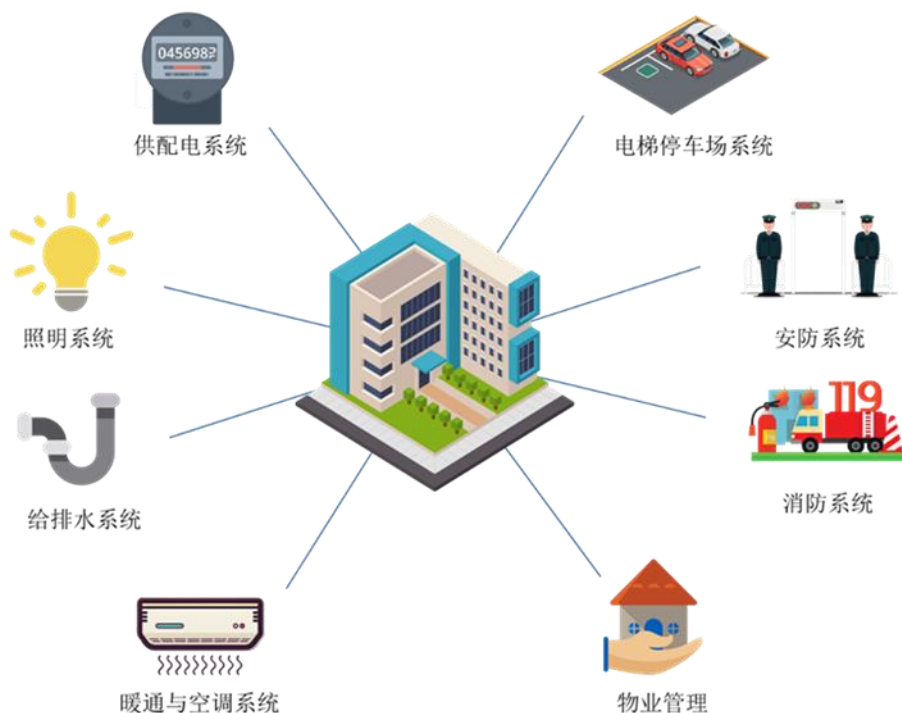 045698?
供配电系统
电梯停车场系统
照明系统
安防系统
119
给排水系统
消防系统
暖通与空调系统
物业管理